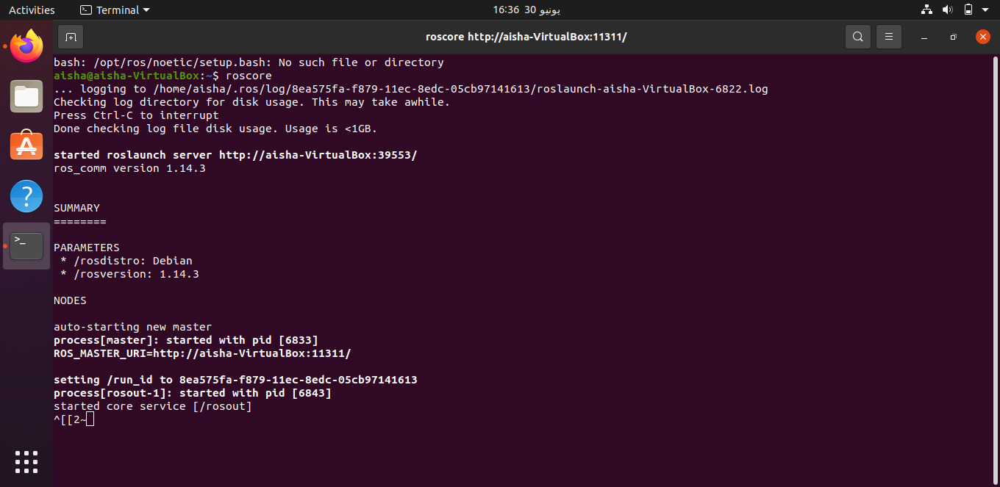 Activities
Terminal
16:36 30 يونيو
roscore http://aisha-VirtualBox:11311/
bash: /opt/ros/noetic/setup.bash: No such file or directory
aisha@aisha-VirtualBox:~$ roscore
... logging to /home/aisha/.ros/log/8ea575fa-f879-11ec-8edc-05cb97141613/roslaunch-aisha-VirtualBox-6822.log
Checking log directory for disk usage. This may take awhile.
Press Ctrl-C to interrupt
Done checking log file disk usage. Usage is <1GB.
started roslaunch server http://aisha-VirtualBox:39553/
ros_comm version 1.14.3
SUMMARY
========
PARAMETERS
 * /rosdistro: Debian
 * /rosversion: 1.14.3
NODES
auto-starting new master
process[master]: started with pid [6833]
ROS_MASTER_URI=http://aisha-VirtualBox:11311/
setting /run_id to 8ea575fa-f879-11ec-8edc-05cb97141613
process[rosout-1]: started with pid [6843]
started core service [/rosout]
^[[2~